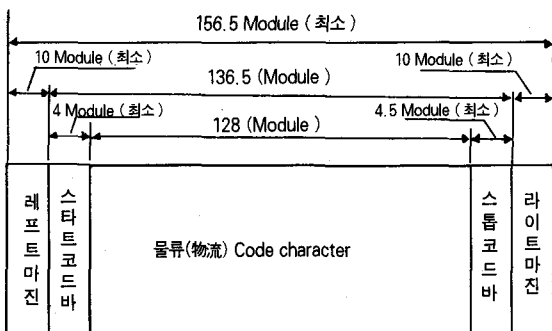 156.5 Module (최소)
10 Module (최소)
10 Module (최소)
136.5 (Module)
4 Module (최소)
4.5 Module (최소)
128 (Module)
레프트마진
스타트코드바
물류(物流) Code character
스톱코드바
라이트마진